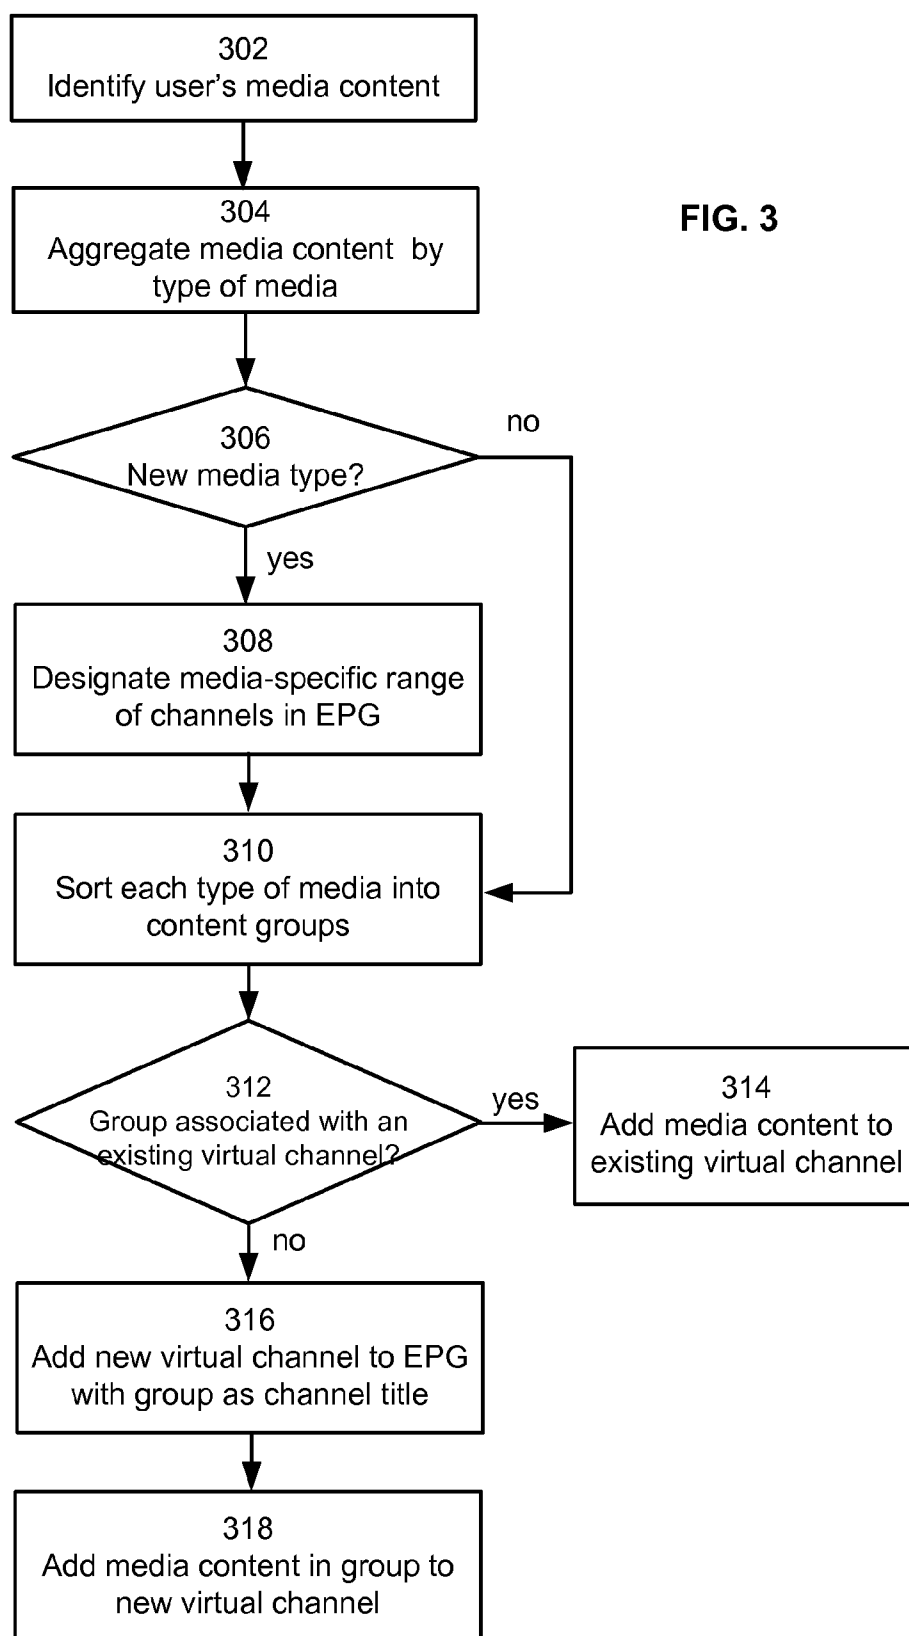 302
Identify user's media content
304
Aggregate media content by
type of media
FIG. 3
306
New media type?
no
yes
308
Designate media-specific range
of channels in EPG
310
Sort each type of media into
content groups
312
Group associated with an
existing virtual channel?
yes
314
Add media content to
existing virtual channel
no
316
Add new virtual channel to EPG
with group as channel title
318
Add media content in group to
new virtual channel